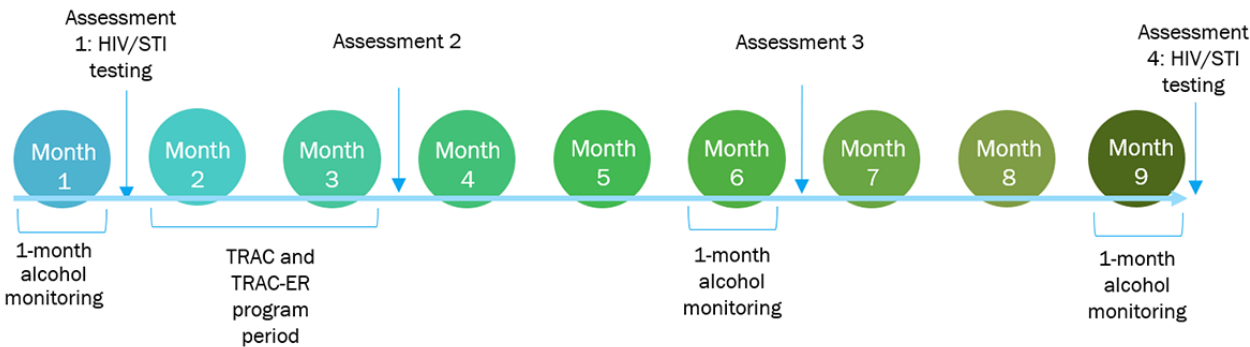 Assessment
1: HIV/STI
testing
Assessment 2
Assessment 3
Assessment
4: HIV/STI
testing
Month
1
Month
2
Month
3
Month
4
Month
5
Month
6
Month
7
Month
8
Month
9
1-month
alcohol
monitoring
TRAC and
TRAC-ER
program
period
1-month
alcohol
monitoring
1-month
alcohol
monitoring